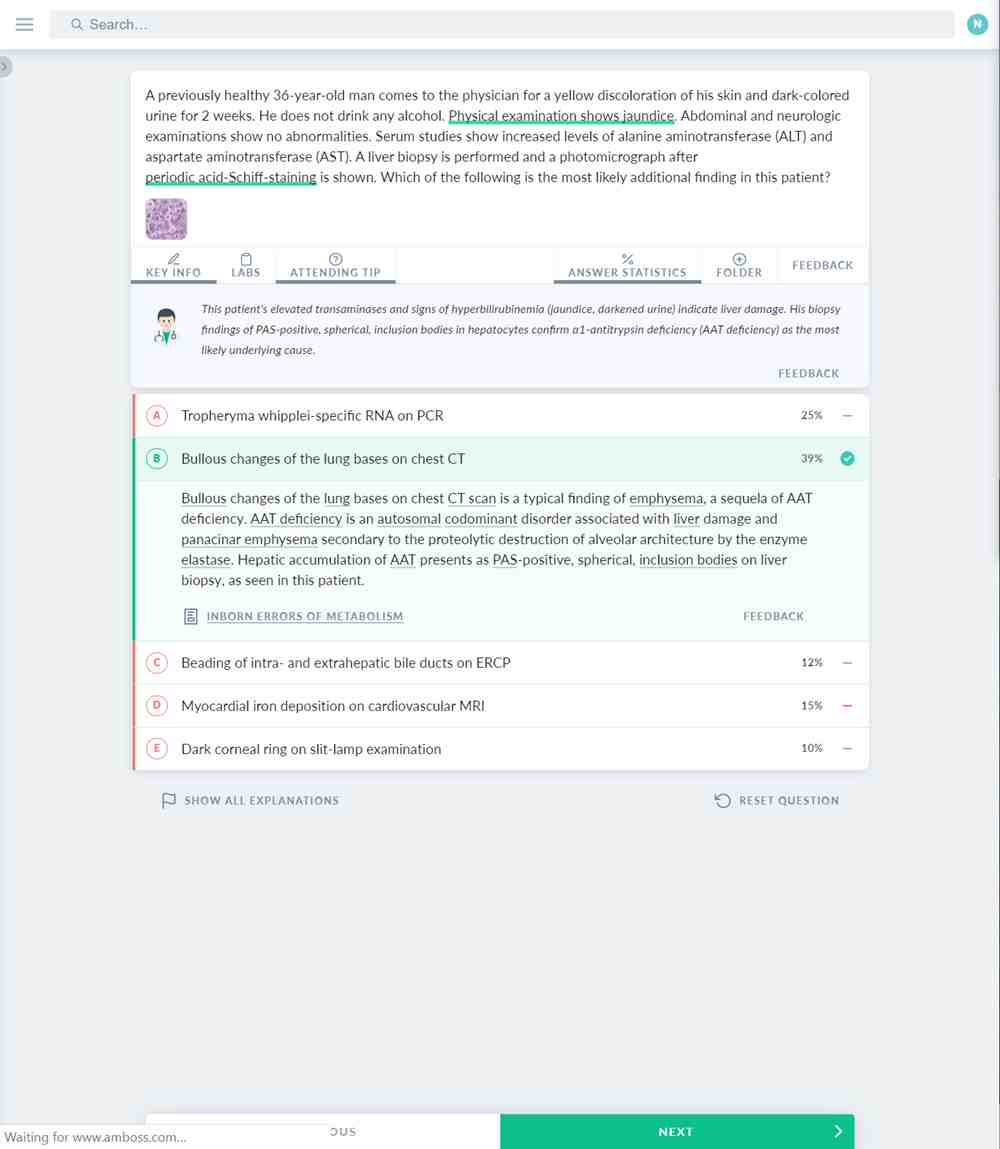 Search...
N
A previously healthy 36-year-old man comes to the physician for a yellow discoloration of his skin and dark-colored
urine for 2 weeks. He does not drink any alcohol. Physical examination shows jaundice. Abdominal and neurologic
examinations show no abnormalities. Serum studies show increased levels of alanine aminotransferase (ALT) and
aspartate aminotransferase (AST). A liver biopsy is performed and a photomicrograph after
periodic acid-Schiff-staining is shown. Which of the following is the most likely additional finding in this patient?
KEY INFO LABS ATTENDING TIP ANSWER STATISTICS FOLDER FEEDBACK
This patient's elevated transaminases and signs of hyperbilirubinemia (jaundice, darkened urine) indicate liver damage. His biopsy
findings of PAS-positive, spherical, inclusion bodies in hepatocytes confirm α1-antitrypsin deficiency (AAT deficiency) as the most
likely underlying cause.
FEEDBACK
A Tropheryma whipplei-specific RNA on PCR 25%
B Bullous changes of the lung bases on chest CT 39%
Bullous changes of the lung bases on chest CT scan is a typical finding of emphysema, a sequela of AAT
deficiency. AAT deficiency is an autosomal codominant disorder associated with liver damage and
panacinar emphysema secondary to the proteolytic destruction of alveolar architecture by the enzyme
elastase. Hepatic accumulation of AAT presents as PAS-positive, spherical, inclusion bodies on liver
biopsy, as seen in this patient.
INBORN ERRORS OF METABOLISM FEEDBACK
C Beading of intra- and extrahepatic bile ducts on ERCP 12%
D Myocardial iron deposition on cardiovascular MRI 15%
E Dark corneal ring on slit-lamp examination 10%
SHOW ALL EXPLANATIONS RESET QUESTION
OUS NEXT
Waiting for www.amboss.com...